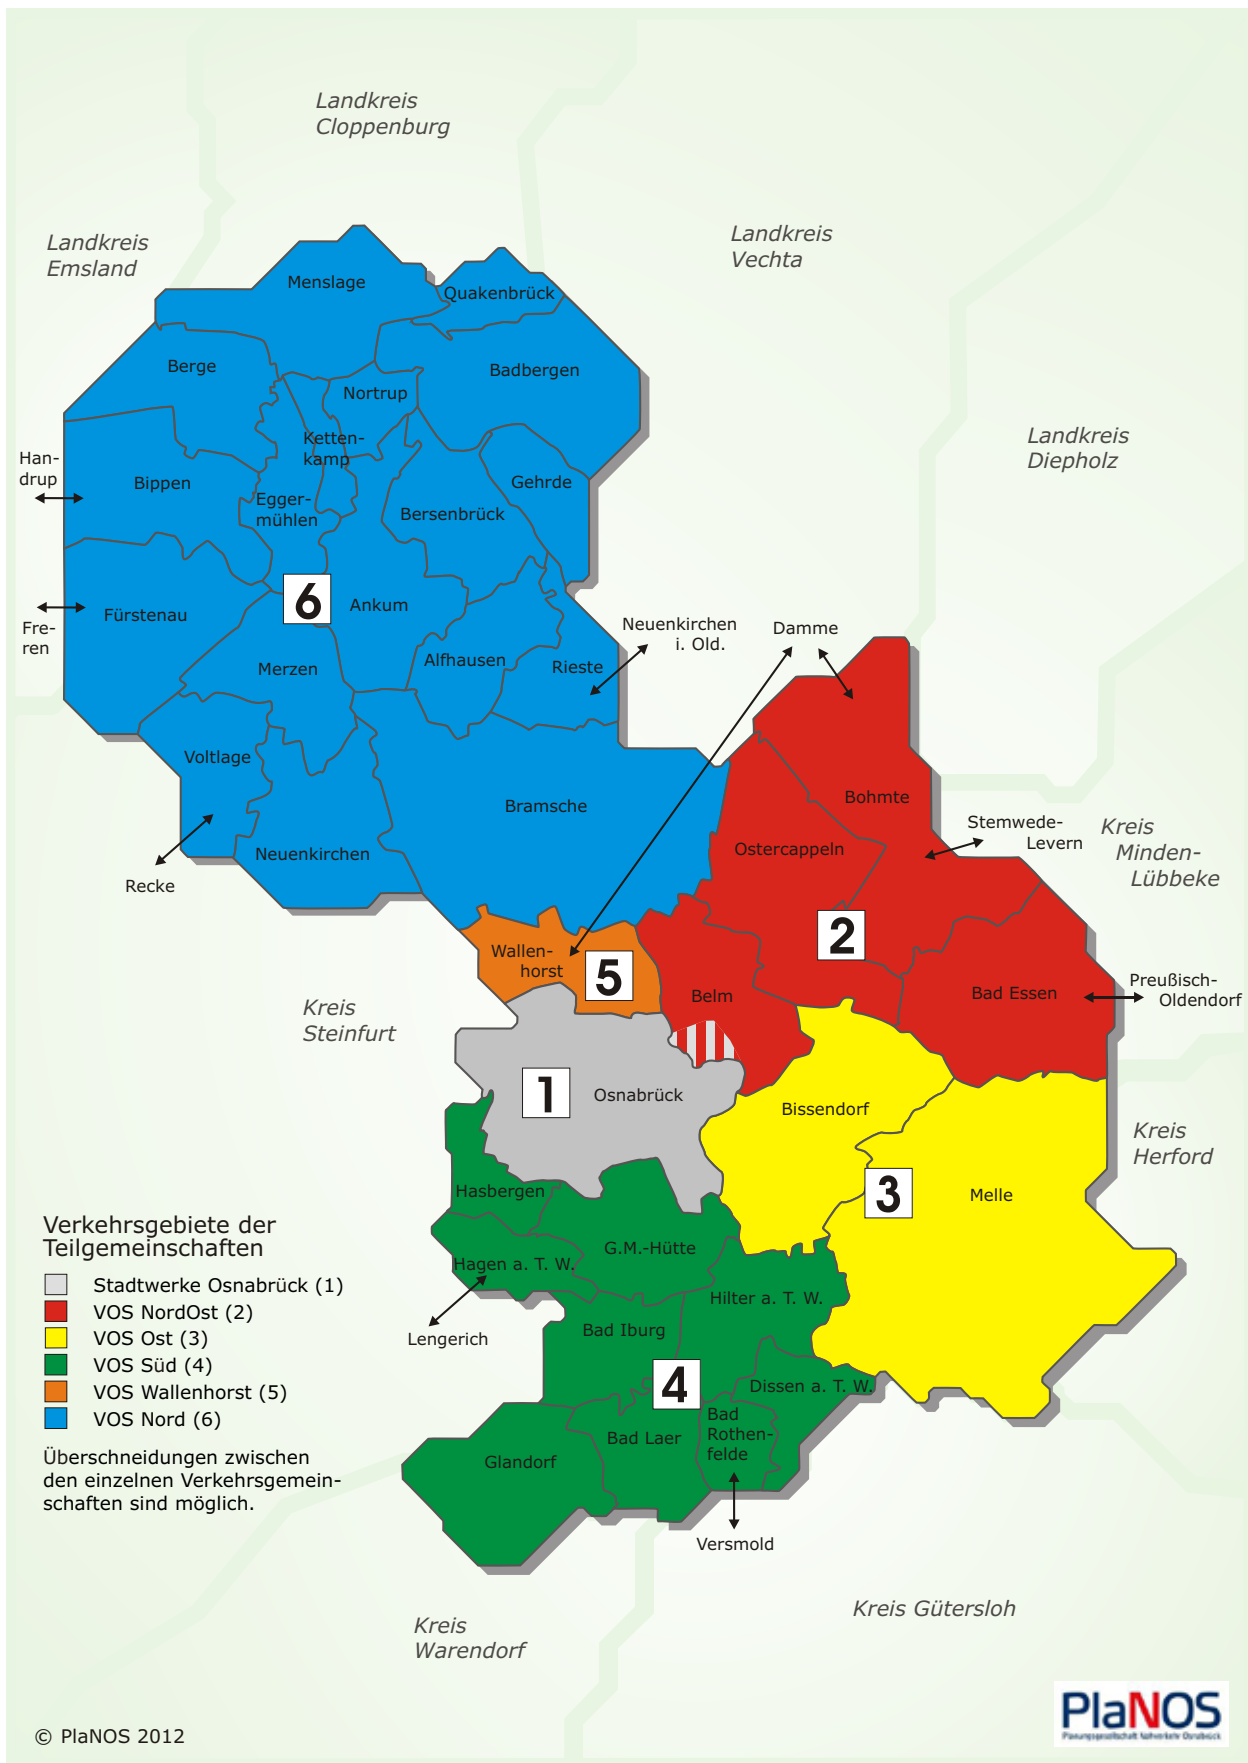 Landkreis
Cloppenburg
Landkreis
Emsland
Landkreis
Vechta
Landkreis
Diepholz
Menslage
Quakenbrück
Berge
Badbergen
Nortrup
Ketten-
kamp
Han-
drup
Bippen
Gehrde
Egger-
mühlen
Bersenbrück
6
Ankum
Fürstenau
Fre-
ren
Neuenkirchen
i. Old.
Damme
Merzen
Alfhausen
Rieste
Voltlage
Bramsche
Bohmte
Stemwede-
Levern
Kreis
Minden-
Lübbeke
Ostercappeln
Neuenkirchen
Recke
2
Wallen-
horst
5
Belm
Bad Essen
Preußisch-
Oldendorf
Kreis
Steinfurt
1
Osnabrück
Bissendorf
Kreis
Herford
3
Melle
Hasbergen
G.M.-Hütte
Hagen a. T. W.
Hilter a. T. W.
Lengerich
Bad Iburg
4
Dissen a. T. W.
Bad
Rothen-
felde
Bad Laer
Glandorf
Versmold
Verkehrsgebiete der
Teilgemeinschaften
Stadtwerke Osnabrück (1)
VOS NordOst (2)
VOS Ost (3)
VOS Süd (4)
VOS Wallenhorst (5)
VOS Nord (6)
Überschneidungen zwischen
den einzelnen Verkehrsgemein-
schaften sind möglich.
Kreis
Warendorf
Kreis Gütersloh
© PlaNOS 2012
PlaNOS
Planungsgesellschaft Nahverkehr Osnabrück